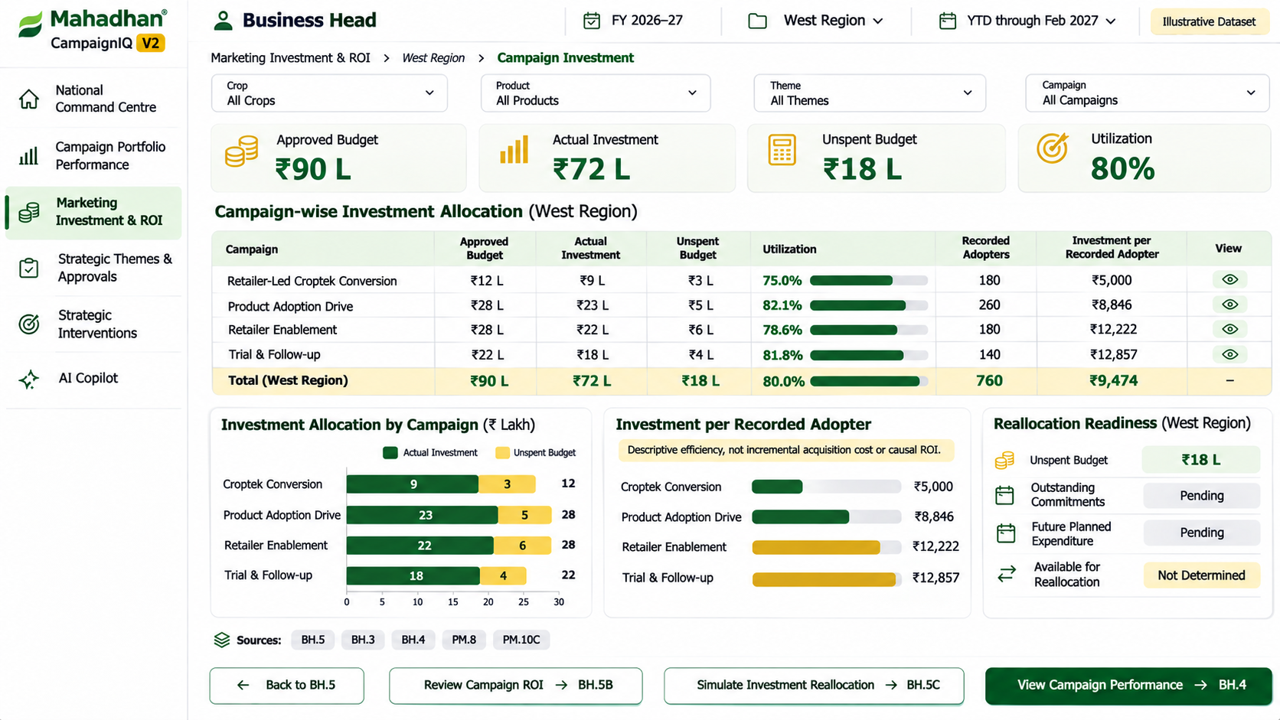 Mahadhan®
CampaignIQ V2
National
Command Centre
Campaign Portfolio
Performance
Marketing
Investment & ROI
Strategic Themes &
Approvals
Strategic
Interventions
AI Copilot
Business Head
FY 2026–27
West Region
YTD through Feb 2027
Illustrative Dataset
Marketing Investment & ROI > West Region > Campaign Investment
Crop
All Crops
Product
All Products
Theme
All Themes
Campaign
All Campaigns
Approved Budget
₹90 L
Actual Investment
₹72 L
Unspent Budget
₹18 L
Utilization
80%
Campaign-wise Investment Allocation (West Region)
Campaign Approved Budget Actual Investment Unspent Budget Utilization Recorded Adopters Investment per Recorded Adopter View
Retailer-Led Croptek Conversion ₹12 L ₹9 L ₹3 L 75.0% 180 ₹5,000
Product Adoption Drive ₹28 L ₹23 L ₹5 L 82.1% 260 ₹8,846
Retailer Enablement ₹28 L ₹22 L ₹6 L 78.6% 180 ₹12,222
Trial & Follow-up ₹22 L ₹18 L ₹4 L 81.8% 140 ₹12,857
Total (West Region) ₹90 L ₹72 L ₹18 L 80.0% 760 ₹9,474 –
Investment Allocation by Campaign (₹ Lakh)
Actual Investment Unspent Budget
Croptek Conversion 9 3 12
Product Adoption Drive 23 5 28
Retailer Enablement 22 6 28
Trial & Follow-up 18 4 22
0 5 10 15 20 25 30
Investment per Recorded Adopter
Descriptive efficiency, not incremental acquisition cost or causal ROI.
Croptek Conversion ₹5,000
Product Adoption Drive ₹8,846
Retailer Enablement ₹12,222
Trial & Follow-up ₹12,857
Reallocation Readiness (West Region)
Unspent Budget ₹18 L
Outstanding
Commitments Pending
Future Planned
Expenditure Pending
Available for
Reallocation Not Determined
Sources: BH.5 BH.3 BH.4 PM.8 PM.10C
← Back to BH.5
Review Campaign ROI → BH.5B
Simulate Investment Reallocation → BH.5C
View Campaign Performance → BH.4